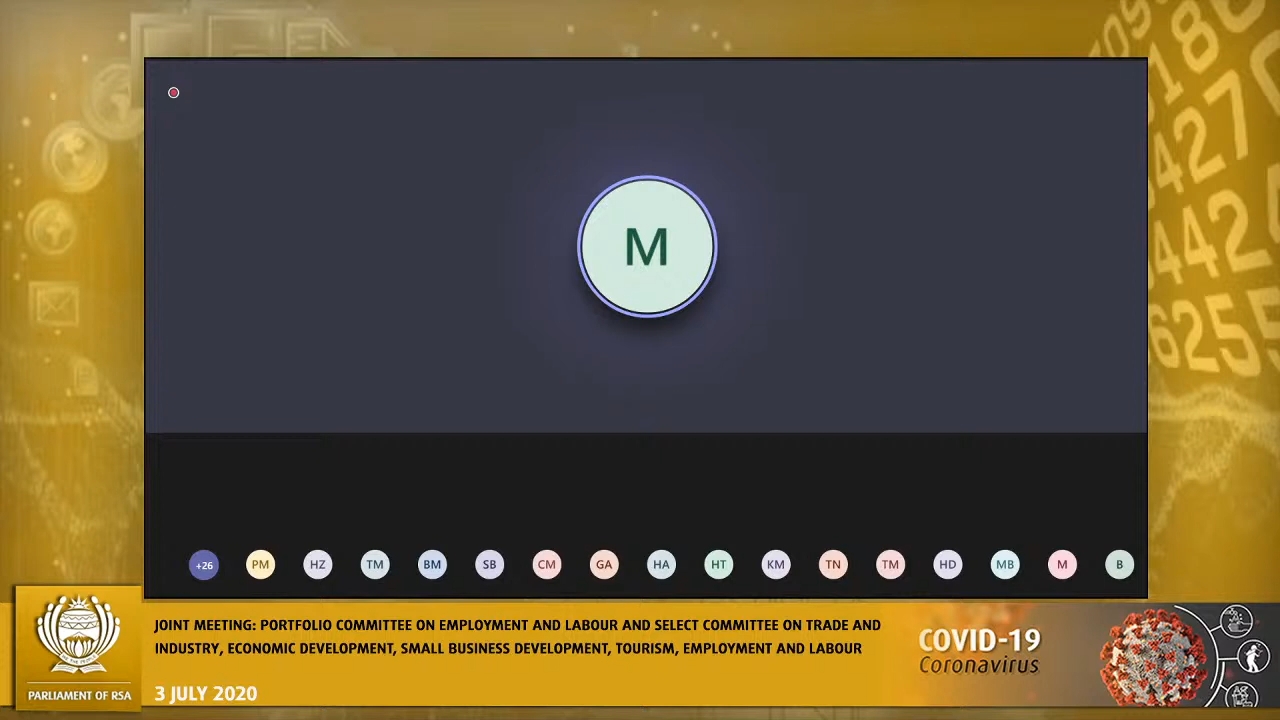 M
+26
PM
HZ
TM
BM
SB
CM
GA
HA
HT
KM
TN
TM
HD
MB
M
B
JOINT MEETING: PORTFOLIO COMMITTEE ON EMPLOYMENT AND LABOUR AND SELECT COMMITTEE ON TRADE AND
INDUSTRY, ECONOMIC DEVELOPMENT, SMALL BUSINESS DEVELOPMENT, TOURISM, EMPLOYMENT AND LABOUR
3 JULY 2020
PARLIAMENT OF RSA
COVID-19
Coronavirus